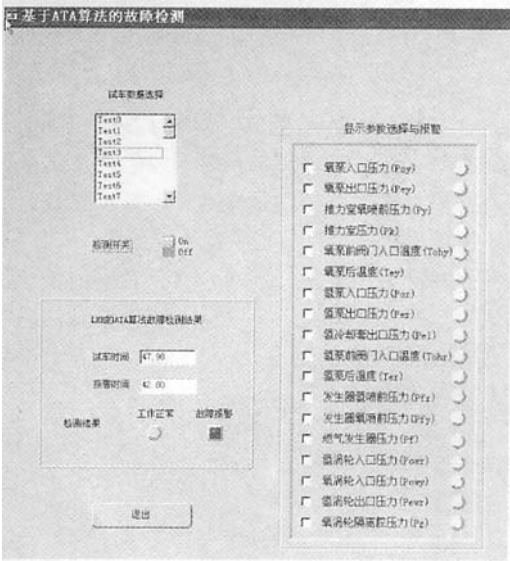 基于ATA算法的故障检测
试车数据选择
Test0
Test1
Test2
Test3
Test4
Test5
Test6
Test7
检测开关
On
Off
LRE的ATA算法故障检测结果
试车时间 47.98
报警时间 42.00
检测结果 工作正常 故障报警
退出
显示参数选择与报警
氧泵入口压力(Poy)
氧泵出口压力(Pey)
推力室氧喷前压力(Py)
推力室压力(Pk)
氧泵前阀门入口温度(Tohy)
氧泵后温度(Tey)
氢泵入口压力(Por)
氢泵出口压力(Per)
氢冷却套出口压力(Pel)
氢泵前阀门入口温度(Tohr)
氢泵后温度(Ter)
发生器氢喷前压力(Pfr)
发生器氧喷前压力(Pfy)
燃气发生器压力(Pf)
氢涡轮入口压力(Powr)
氧涡轮入口压力(Powy)
氢涡轮出口压力(Pewr)
氧涡轮隔离腔压力(Pg)